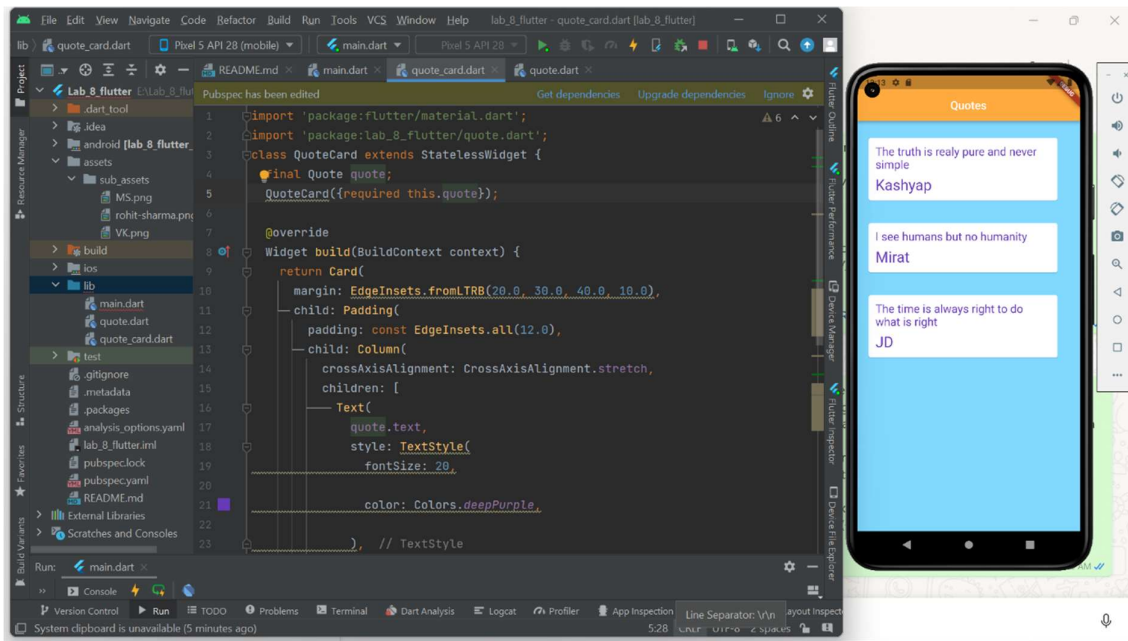 File Edit View Navigate Code Refactor Build Run Tools VCS Window Help lab_8_flutter - quote_card.dart [lab_8_flutter]
lib quote_card.dart Pixel 5 API 28 (mobile) main.dart Pixel 5 API 28
Project
README.md main.dart quote_card.dart quote.dart
Lab_8_flutter E:\Lab_8_flut
Pubspec has been edited Get dependencies Upgrade dependencies Ignore
.dart_tool
.idea
android [lab_8_flutter_
assets
sub_assets
MS.png
rohit-sharma.png
VK.png
build
ios
lib
main.dart
quote.dart
quote_card.dart
test
.gitignore
.metadata
.packages
analysis_options.yaml
lab_8_flutter.iml
pubspec.lock
pubspec.yaml
README.md
External Libraries
Scratches and Consoles
Resource Manager
Structure
Favorites
Build Variants
1 import 'package:flutter/material.dart';
2 import 'package:lab_8_flutter/quote.dart';
3 class QuoteCard extends StatelessWidget {
4 final Quote quote;
5 QuoteCard({required this.quote});
6
7 @override
8 Widget build(BuildContext context) {
9 return Card(
10 margin: EdgeInsets.fromLTRB(20.0, 30.0, 40.0, 10.0),
11 child: Padding(
12 padding: const EdgeInsets.all(12.0),
13 child: Column(
14 crossAxisAlignment: CrossAxisAlignment.stretch,
15 children: [
16 Text(
17 quote.text,
18 style: TextStyle(
19 fontSize: 20,
20
21 color: Colors.deepPurple,
22
23 ), // TextStyle
6
Flutter Outline
Flutter Performance
Device Manager
Flutter Inspector
Device File Explorer
Run: main.dart
Console
Version Control Run TODO Problems Terminal Dart Analysis Logcat Profiler App Inspection Layout Inspect
Line Separator: \r\n
System clipboard is unavailable (5 minutes ago) 5:28 CRLF UTF-8 2 spaces
Quotes
The truth is realy pure and never
simple
Kashyap
I see humans but no humanity
Mirat
The time is always right to do
what is right
JD
AM